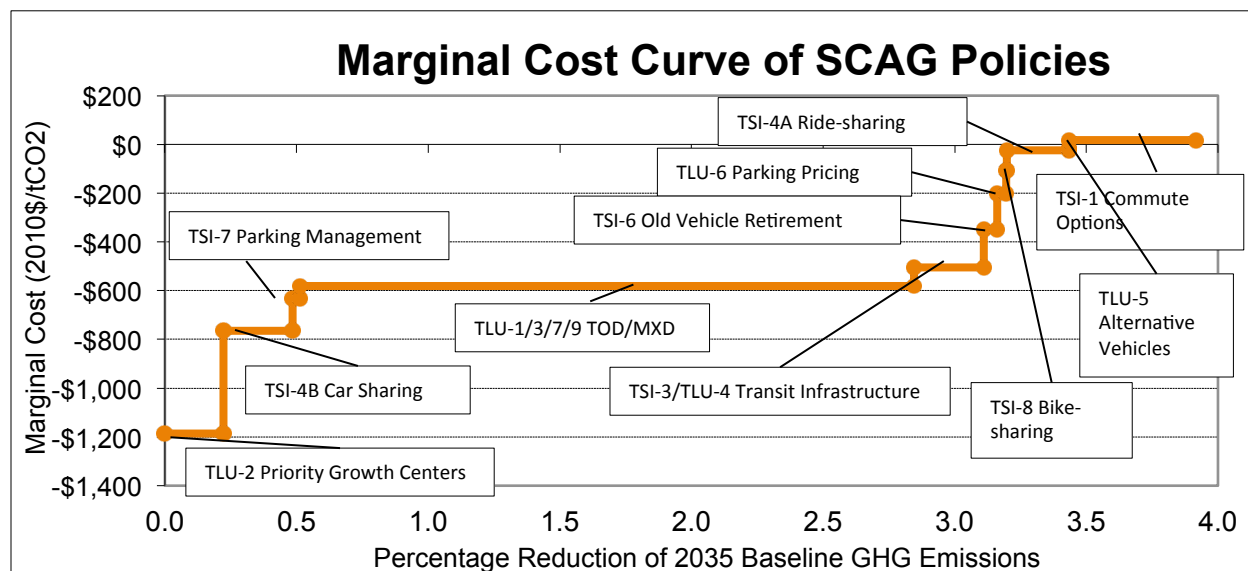 Marginal Cost Curve of SCAG Policies
Marginal Cost (2010$/tCO2)
$200
$0
-$200
-$400
-$600
-$800
-$1,000
-$1,200
-$1,400
TSI-4A Ride-sharing
TLU-6 Parking Pricing
TSI-6 Old Vehicle Retirement
TSI-7 Parking Management
TSI-1 Commute
Options
TLU-1/3/7/9 TOD/MXD
TLU-5
Alternative
Vehicles
TSI-4B Car Sharing
TSI-3/TLU-4 Transit Infrastructure
TSI-8 Bike-
sharing
TLU-2 Priority Growth Centers
0.0 0.5 1.0 1.5 2.0 2.5 3.0 3.5 4.0
Percentage Reduction of 2035 Baseline GHG Emissions